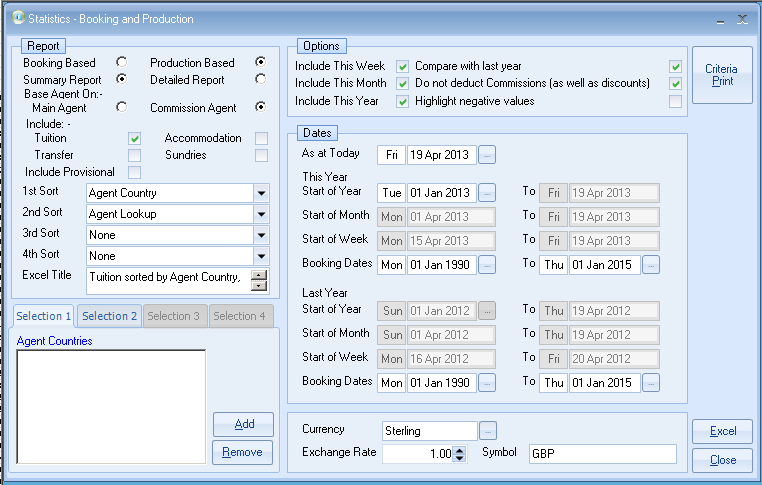 Statistics - Booking and Production
Report
Booking Based Production Based
Summary Report Detailed Report
Base Agent On:-
Main Agent Commission Agent
Include: -
Tuition Accommodation
Transfer Sundries
Include Provisional
1st Sort Agent Country
2nd Sort Agent Lookup
3rd Sort None
4th Sort None
Excel Title Tuition sorted by Agent Country,
Selection 1 Selection 2 Selection 3 Selection 4
Agent Countries
Add
Remove
Options
Include This Week Compare with last year
Include This Month Do not deduct Commissions (as well as discounts)
Include This Year Highlight negative values
Criteria
Print
Dates
As at Today Fri 19 Apr 2013 ...
This Year
Start of Year Tue 01 Jan 2013 ... To Fri 19 Apr 2013
Start of Month Mon 01 Apr 2013 To Fri 19 Apr 2013
Start of Week Mon 15 Apr 2013 To Fri 19 Apr 2013
Booking Dates Mon 01 Jan 1990 ... To Thu 01 Jan 2015 ...
Last Year
Start of Year Sun 01 Jan 2012 ... To Thu 19 Apr 2012
Start of Month Sun 01 Apr 2012 To Thu 19 Apr 2012
Start of Week Mon 16 Apr 2012 To Fri 20 Apr 2012
Booking Dates Mon 01 Jan 1990 ... To Thu 01 Jan 2015 ...
Currency Sterling ...
Exchange Rate 1.00 Symbol GBP
Excel
Close